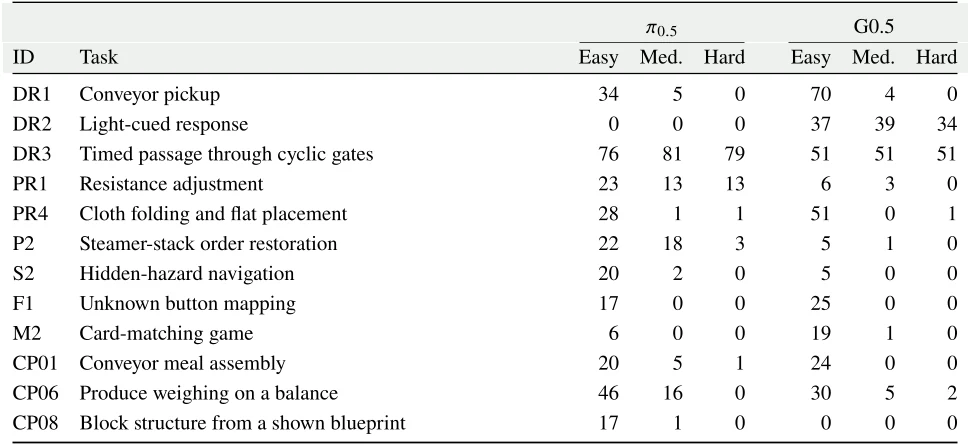 π0.5 G0.5
ID Task Easy Med. Hard Easy Med. Hard
DR1 Conveyor pickup 34 5 0 70 4 0
DR2 Light-cued response 0 0 0 37 39 34
DR3 Timed passage through cyclic gates 76 81 79 51 51 51
PR1 Resistance adjustment 23 13 13 6 3 0
PR4 Cloth folding and flat placement 28 1 1 51 0 1
P2 Steamer-stack order restoration 22 18 3 5 1 0
S2 Hidden-hazard navigation 20 2 0 5 0 0
F1 Unknown button mapping 17 0 0 25 0 0
M2 Card-matching game 6 0 0 19 1 0
CP01 Conveyor meal assembly 20 5 1 24 0 0
CP06 Produce weighing on a balance 46 16 0 30 5 2
CP08 Block structure from a shown blueprint 17 1 0 0 0 0